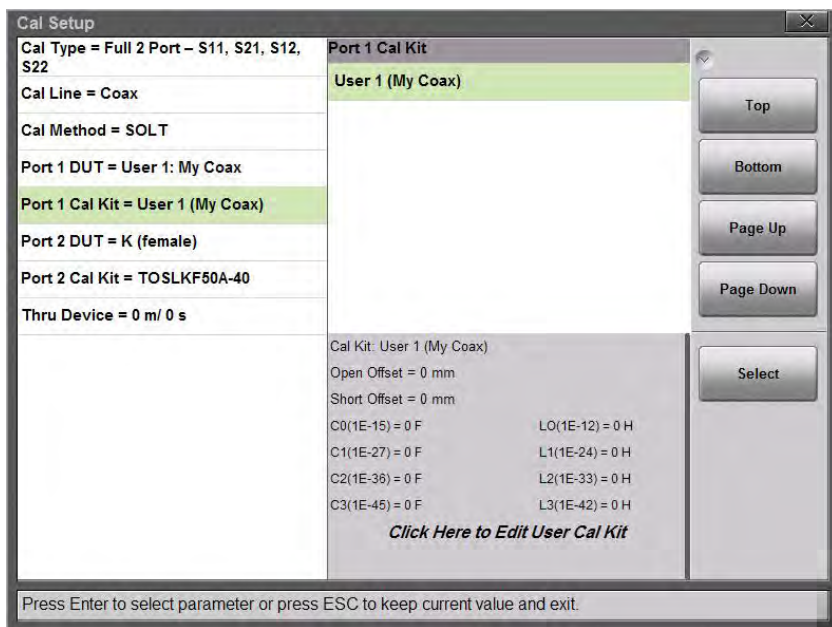 Cal Setup
Cal Type = Full 2 Port – S11, S21, S12,
S22
Cal Line = Coax
Cal Method = SOLT
Port 1 DUT = User 1: My Coax
Port 1 Cal Kit = User 1 (My Coax)
Port 2 DUT = K (female)
Port 2 Cal Kit = TOSLKF50A-40
Thru Device = 0 m/ 0 s
Port 1 Cal Kit
User 1 (My Coax)
Cal Kit: User 1 (My Coax)
Open Offset = 0 mm
Short Offset = 0 mm
C0(1E-15) = 0 F LO(1E-12) = 0 H
C1(1E-27) = 0 F L1(1E-24) = 0 H
C2(1E-36) = 0 F L2(1E-33) = 0 H
C3(1E-45) = 0 F L3(1E-42) = 0 H
Click Here to Edit User Cal Kit
Top
Bottom
Page Up
Page Down
Select
Press Enter to select parameter or press ESC to keep current value and exit.